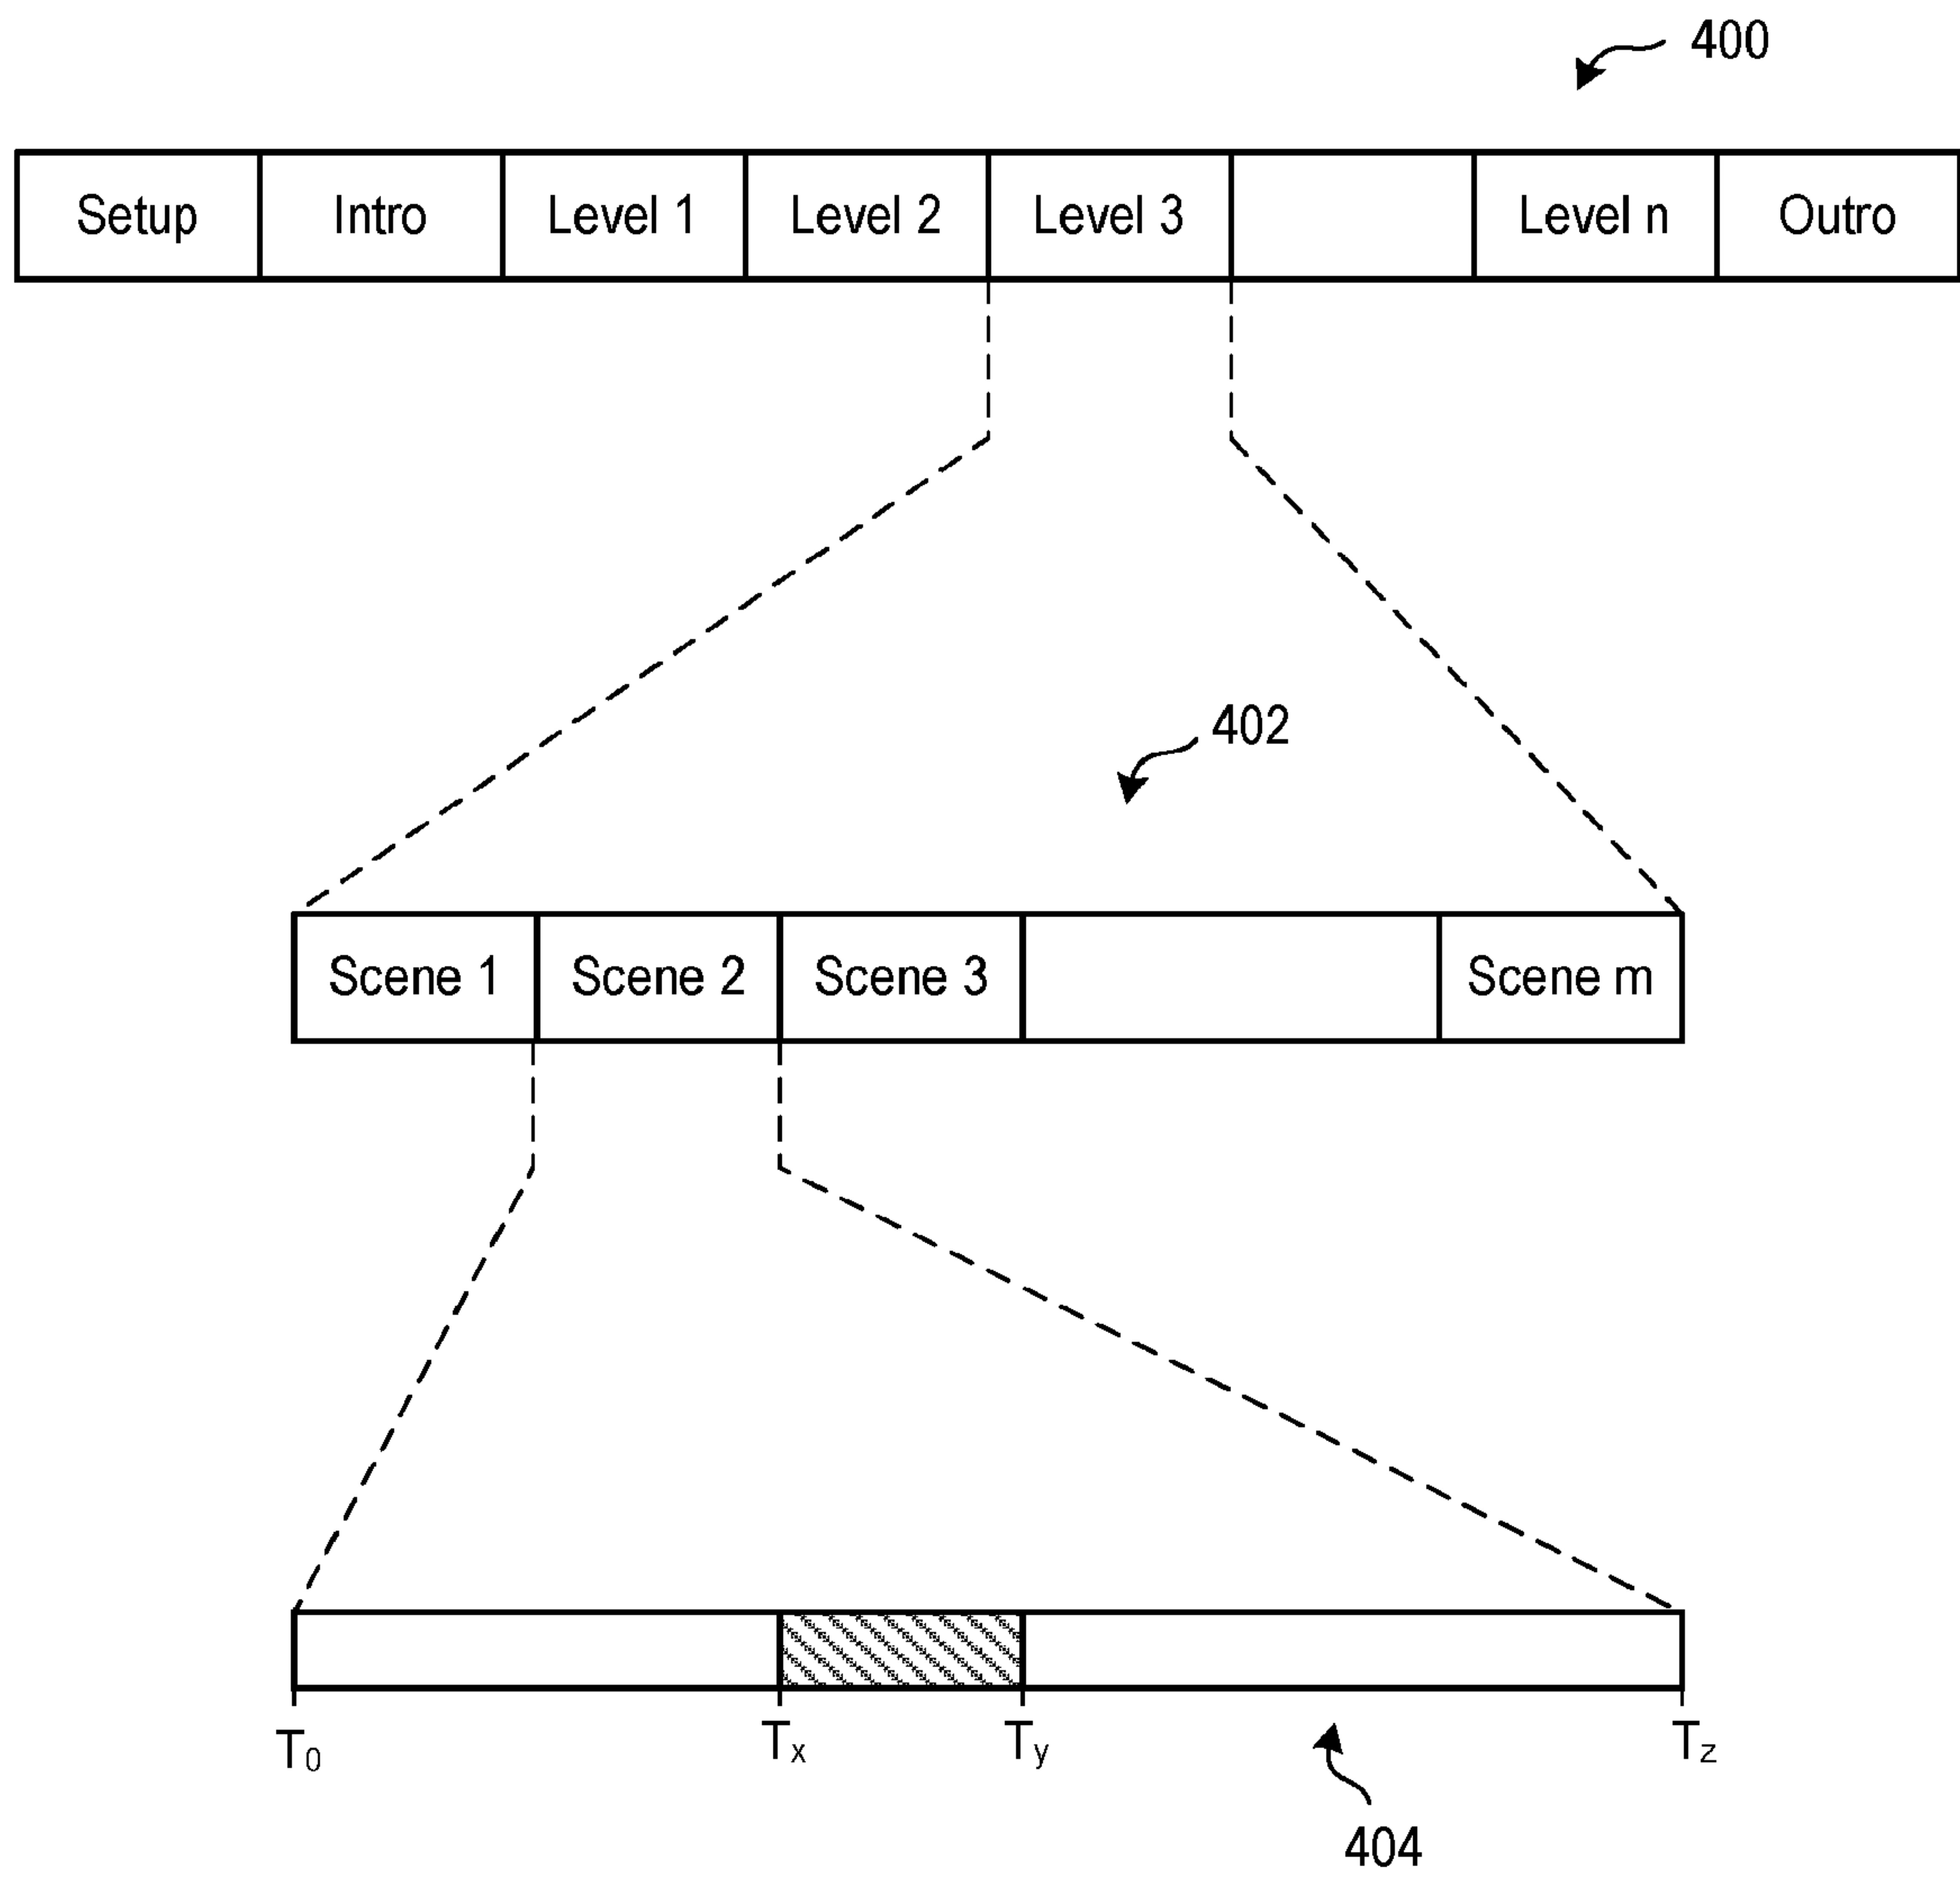 400
Setup Intro Level 1 Level 2 Level 3 Level n Outro
402
Scene 1 Scene 2 Scene 3 Scene m
T0 Tx Ty Tz
404